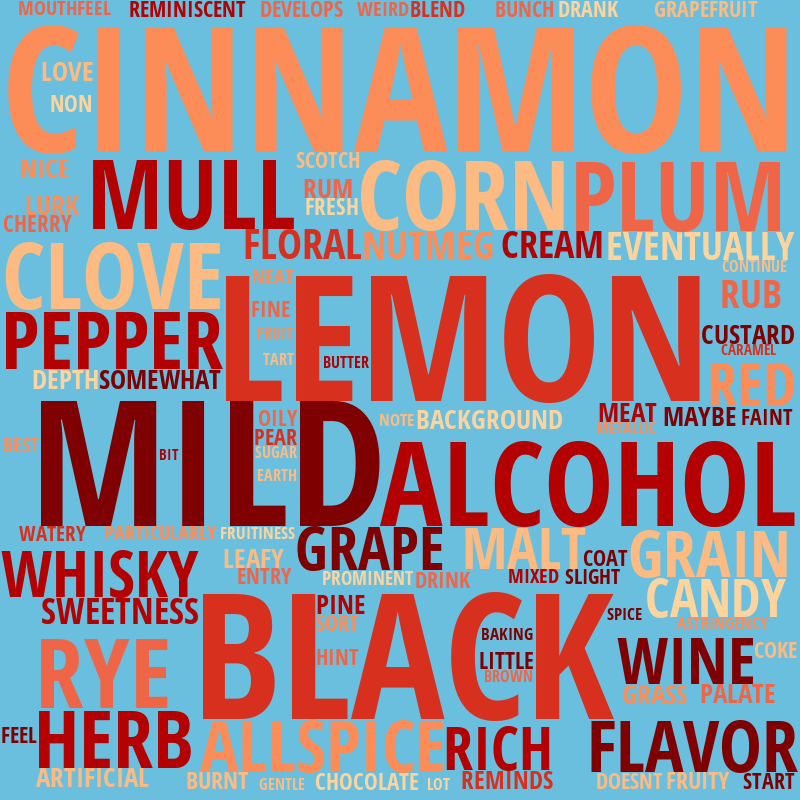 MOUTHFEEL REMINISCENT DEVELOPS WEIRD BLEND BUNCH DRANK GRAPEFRUIT
CINNAMON
LOVE
NON
NICE MULL SCOTCH CORN PLUM
RUM
LURK FRESH
CHERRY
FLORAL NUTMEG CREAM EVENTUALLY
CLOVE NEAT CONTINUE
LEMON RUB
FINE
PEPPER FRUIT CUSTARD
TART BUTTER CARAMEL
DEPTH SOMEWHAT RED
MILD OILY NOTE BACKGROUND MEAT MAYBE FAINT
METALLIC
BEST BIT PEAR
SUGAR
EARTH ALCOHOL
WATERY PARTICULARLY FRUITINESS GRAPE MALT GRAIN
WHISKY LEAFY COAT
ENTRY PROMINENT DRINK MIXED SLIGHT
CANDY
SWEETNESS BLACK PINE SPICE
SORT ASTRINGENCY
RYE HINT BAKING WINE COKE
LITTLE
BROWN
GRASS PALATE
FEEL HERB ALLSPICE RICH FLAVOR
ARTIFICIAL BURNT GENTLE CHOCOLATE LOT REMINDS DOESNT FRUITY START